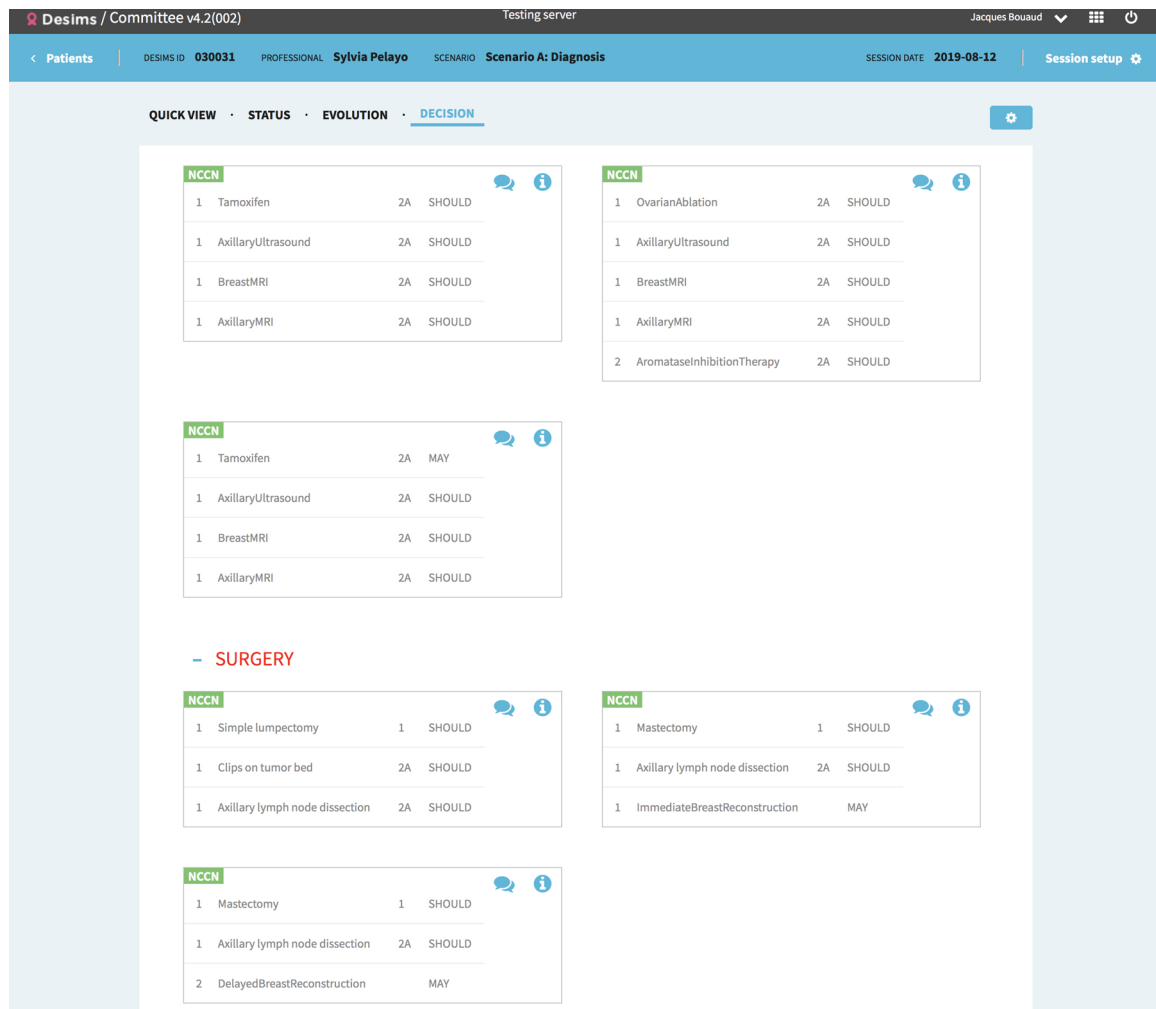 Desims / Committee v4.2(002) Testing server Jacques Bouaud
< Patients DESIMS ID 030031 PROFESSIONAL Sylvia Pelayo SCENARIO Scenario A: Diagnosis SESSION DATE 2019-08-12 Session setup
QUICK VIEW · STATUS · EVOLUTION · DECISION
NCCN
1 Tamoxifen 2A SHOULD
1 AxillaryUltrasound 2A SHOULD
1 BreastMRI 2A SHOULD
1 AxillaryMRI 2A SHOULD
NCCN
1 OvarianAblation 2A SHOULD
1 AxillaryUltrasound 2A SHOULD
1 BreastMRI 2A SHOULD
1 AxillaryMRI 2A SHOULD
2 AromataseInhibitionTherapy 2A SHOULD
NCCN
1 Tamoxifen 2A MAY
1 AxillaryUltrasound 2A SHOULD
1 BreastMRI 2A SHOULD
1 AxillaryMRI 2A SHOULD
– SURGERY
NCCN
1 Simple lumpectomy 1 SHOULD
1 Clips on tumor bed 2A SHOULD
1 Axillary lymph node dissection 2A SHOULD
NCCN
1 Mastectomy 1 SHOULD
1 Axillary lymph node dissection 2A SHOULD
1 ImmediateBreastReconstruction MAY
NCCN
1 Mastectomy 1 SHOULD
1 Axillary lymph node dissection 2A SHOULD
2 DelayedBreastReconstruction MAY